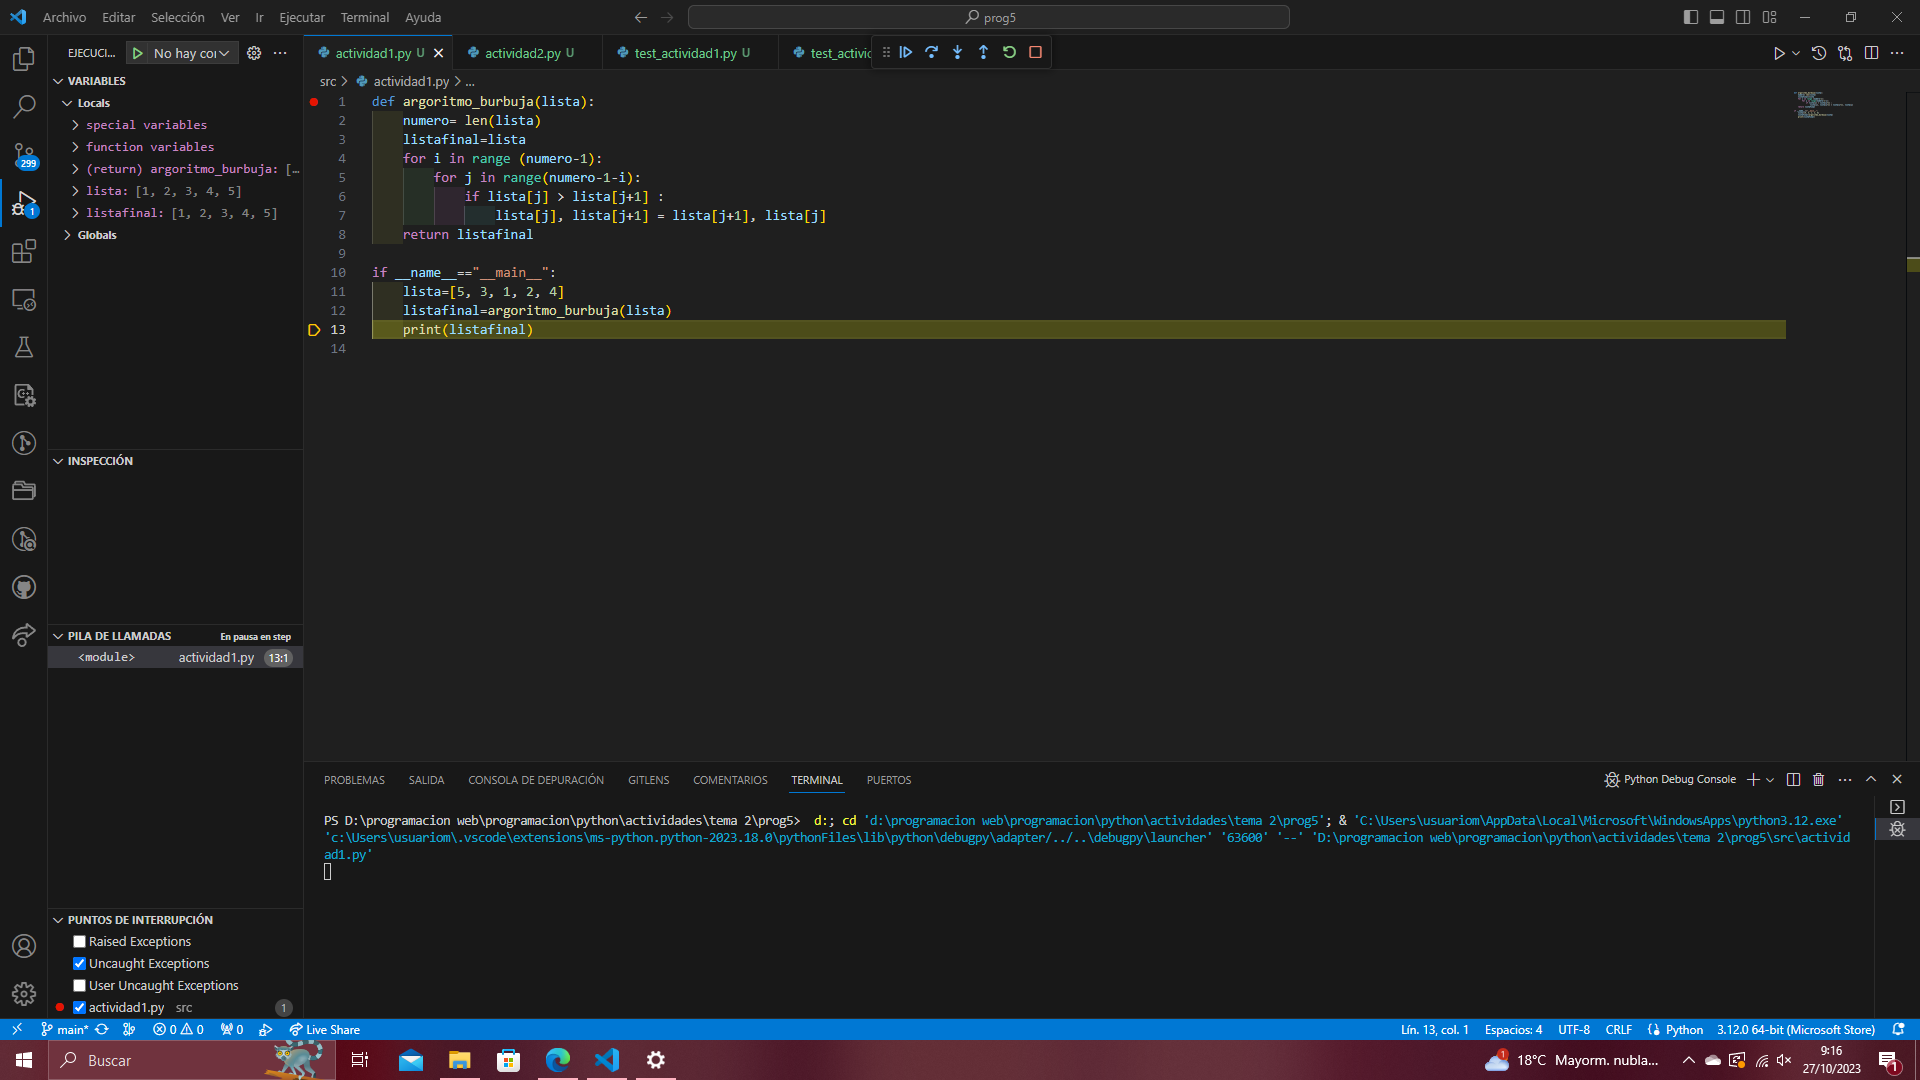 Archivo Editar Selección Ver Ir Ejecutar Terminal Ayuda
prog5
EJECUCI... No hay coi
actividad1.py U
actividad2.py U
test_actividad1.py U
test_activid
src > actividad1.py > ...
VARIABLES
Locals
special variables
function variables
(return) argoritmo_burbuja: [...
lista: [1, 2, 3, 4, 5]
listafinal: [1, 2, 3, 4, 5]
Globals
299
1
1 def argoritmo_burbuja(lista):
2 numero= len(lista)
3 listafinal=lista
4 for i in range (numero-1):
5 for j in range(numero-1-i):
6 if lista[j] > lista[j+1] :
7 lista[j], lista[j+1] = lista[j+1], lista[j]
8 return listafinal
9
10 if __name__=="__main__":
11 lista=[5, 3, 1, 2, 4]
12 listafinal=argoritmo_burbuja(lista)
13 print(listafinal)
14
INSPECCIÓN
PILA DE LLAMADAS En pausa en step
<module> actividad1.py 13:1
PUNTOS DE INTERRUPCIÓN
Raised Exceptions
Uncaught Exceptions
User Uncaught Exceptions
actividad1.py src 1
PROBLEMAS SALIDA CONSOLA DE DEPURACIÓN GITLENS COMENTARIOS TERMINAL PUERTOS
Python Debug Console
PS D:\programacion web\programacion\python\actividades\tema 2\prog5> d:; cd 'd:\programacion web\programacion\python\actividades\tema 2\prog5'; & 'C:\Users\usuariom\AppData\Local\Microsoft\WindowsApps\python3.12.exe'
'c:\Users\usuariom\.vscode\extensions\ms-python.python-2023.18.0\pythonFiles\lib\python\debugpy\adapter/../..\debugpy\launcher' '63600' '--' 'D:\programacion web\programacion\python\actividades\tema 2\prog5\src\activid
ad1.py'
main* 0 0 0 Live Share
Lín. 13, col. 1 Espacios: 4 UTF-8 CRLF Python 3.12.0 64-bit (Microsoft Store)
Buscar
1 18°C Mayorm. nubla...
9:16
27/10/2023
1